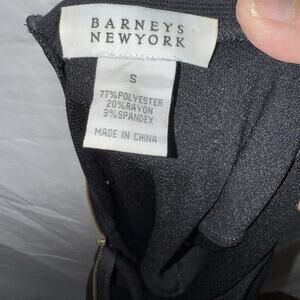 BARNEYS
NEWYORK
S
77%POLYESTER
20%RAYON
3%SPANDEX
MADE IN CHINA